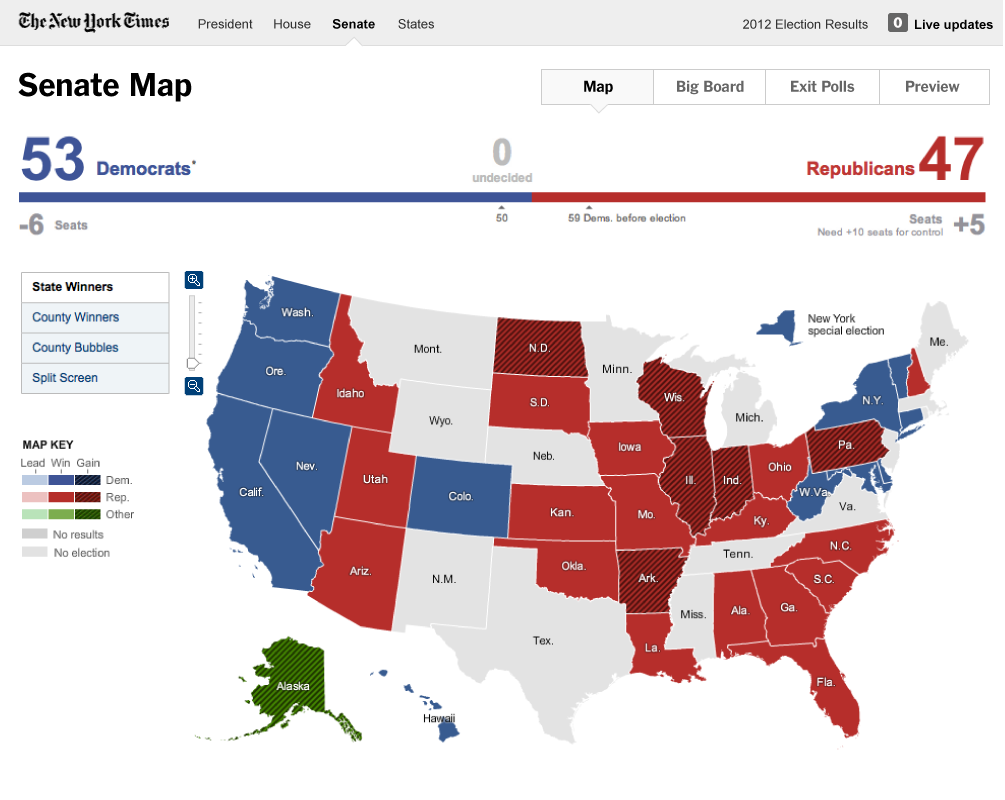 The New York Times
President House Senate States
2012 Election Results 0 Live updates
Senate Map
Map Big Board Exit Polls Preview
53 Democrats*
0
undecided
Republicans 47
50
59 Dems. before election
-6 Seats
Seats +5
Need +10 seats for control
State Winners
County Winners
County Bubbles
Split Screen
MAP KEY
Lead Win Gain
Dem.
Rep.
Other
No results
No election
New York
special election
Wash.
Ore.
Idaho
Mont.
N.D.
Minn.
Me.
S.D.
Wis.
Mich.
N.Y.
Wyo.
Iowa
Neb.
Pa.
Calif.
Nev.
Utah
Colo.
Ill.
Ind.
Ohio
W.Va.
Va.
Kan.
Mo.
Ky.
Ariz.
N.M.
Okla.
Ark.
Tenn.
N.C.
S.C.
Miss.
Ala.
Ga.
Tex.
La.
Fla.
Alaska
Hawaii